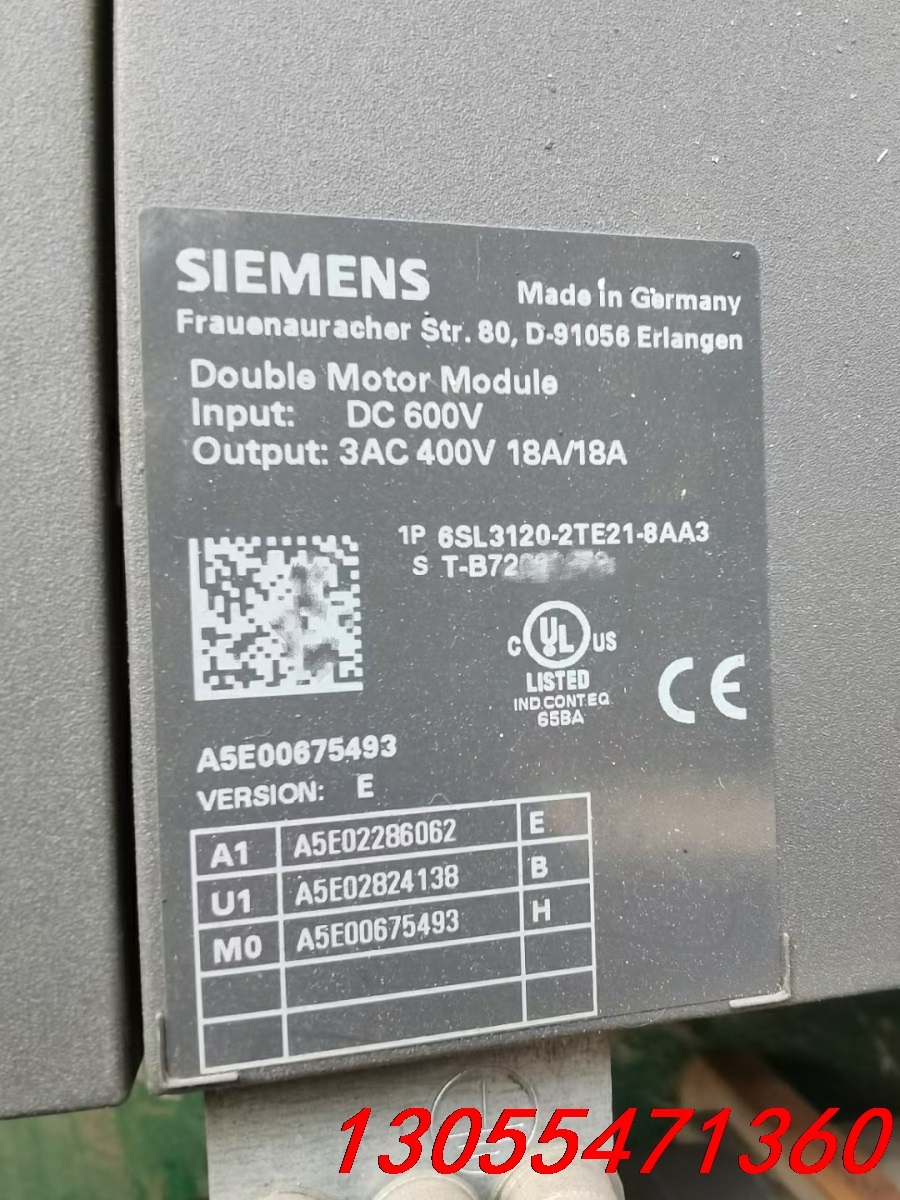 SIEMENS
Made in Germany
Frauenauracher Str. 80, D-91056 Erlangen
Double Motor Module
Input: DC 600V
Output: 3AC 400V 18A/18A
1P 6SL3120-2TE21-8AA3
S T-B72
C UL US
LISTED
IND.CONT.EQ.
65BA
CE
A5E00675493
VERSION: E
A1 A5E02286062 E
U1 A5E02824138 B
M0 A5E00675493 H
13055471360